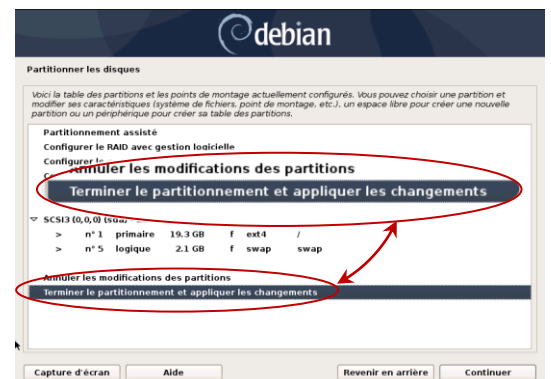 debian
Partitionner les disques
Voici la table des partitions et les points de montage actuellement configurés. Vous pouvez choisir une partition et
modifier ses caractéristiques (système de fichiers, point de montage, etc.), un espace libre pour créer une nouvelle
partition ou un périphérique pour créer sa table des partitions.
Partitionnement assisté
Configurer le RAID avec gestion logicielle
Configurer le
Annuler les modifications des partitions
Terminer le partitionnement et appliquer les changements
SCSI3 (0,0,0) (sda)
> n° 1 primaire 19.3 GB f ext4 /
> n° 5 logique 2.1 GB f swap swap
Annuler les modifications des partitions
Terminer le partitionnement et appliquer les changements
Capture d'écran Aide Revenir en arrière Continuer